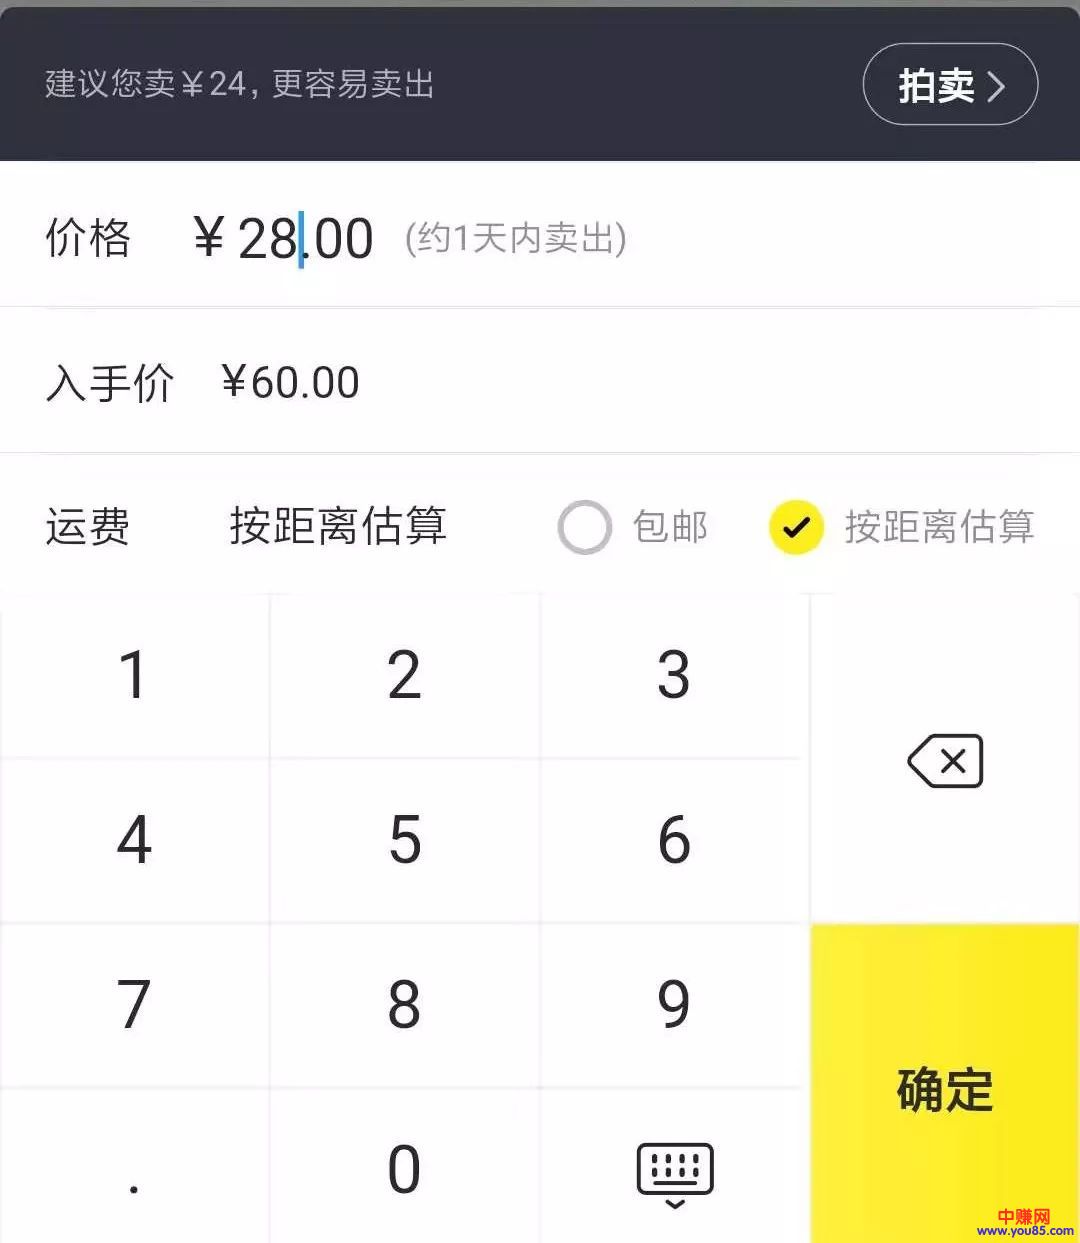 建议您卖¥24，更容易卖出
拍卖
价格 ¥28.00 (约1天内卖出)
入手价 ¥60.00
运费 按距离估算 包邮 按距离估算
1 2 3
4 5 6
7 8 9
确定
. 0
中赚网
www.you85.com